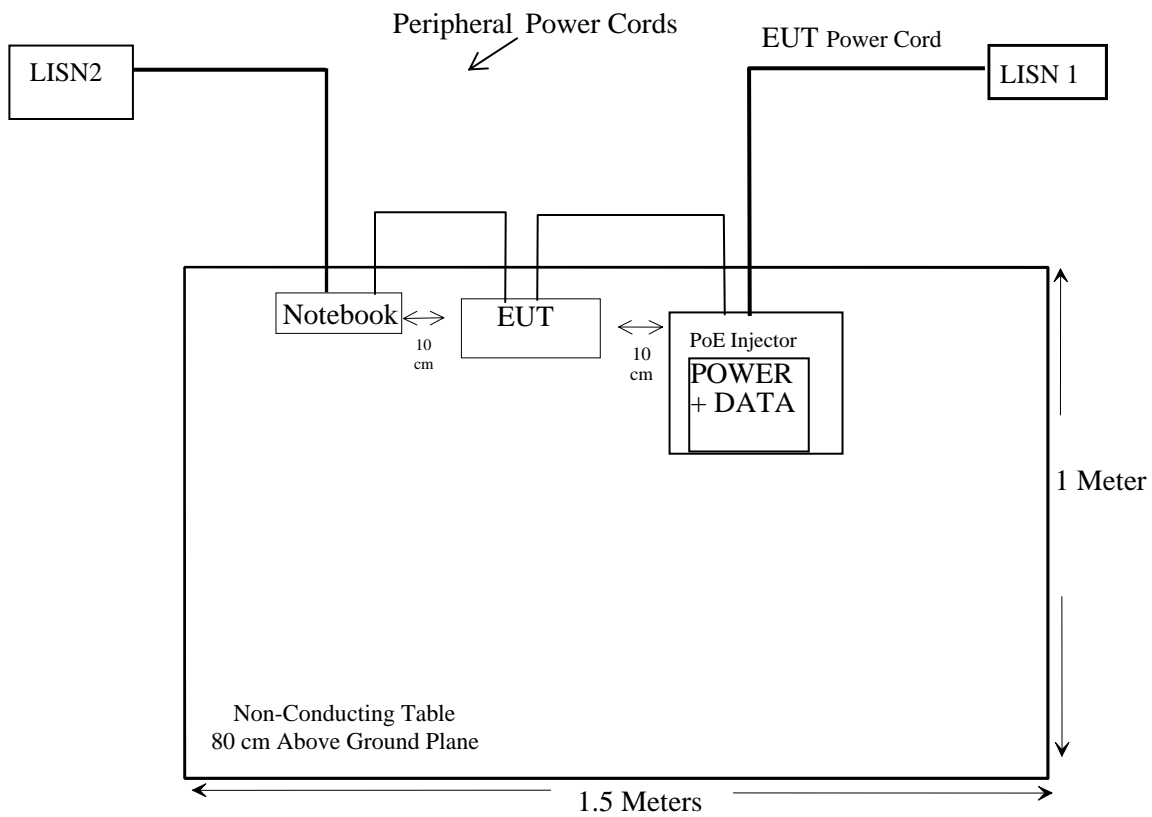 Peripheral Power Cords
EUT Power Cord
LISN2
LISN 1
Notebook
10
cm
EUT
10
cm
PoE Injector
POWER
+ DATA
1 Meter
Non-Conducting Table
80 cm Above Ground Plane
1.5 Meters